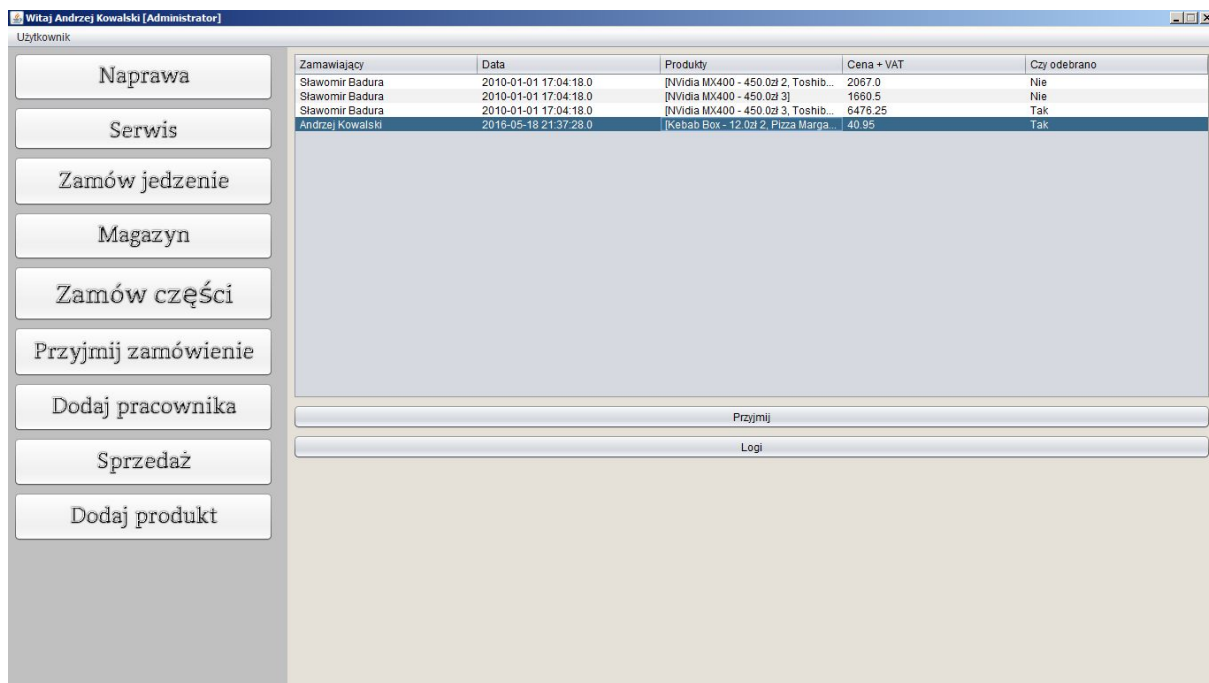 Witaj Andrzej Kowalski [Administrator]
Użytkownik
Naprawa
Serwis
Zamów jedzenie
Magazyn
Zamów części
Przyjmij zamówienie
Dodaj pracownika
Sprzedaż
Dodaj produkt
Zamawiający Data Produkty Cena + VAT Czy odebrano
Sławomir Badura 2010-01-01 17:04:18.0 [NVidia MX400 - 450.0zł 2, Toshib... 2067.0 Nie
Sławomir Badura 2010-01-01 17:04:18.0 [NVidia MX400 - 450.0zł 3] 1660.5 Nie
Sławomir Badura 2010-01-01 17:04:18.0 [NVidia MX400 - 450.0zł 3, Toshib... 6476.25 Tak
Andrzej Kowalski 2016-05-18 21:37:28.0 [Kebab Box - 12.0zł 2, Pizza Marga... 40.95 Tak
Przyjmij
Logi